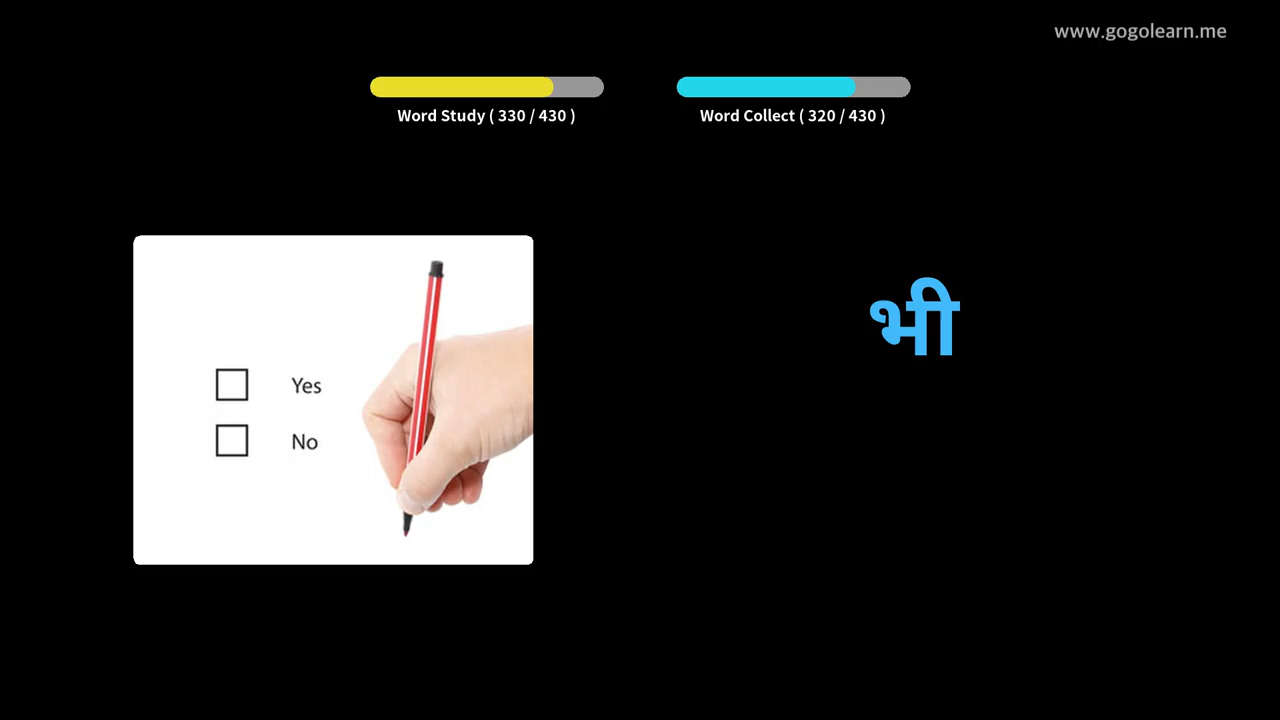 www.gogolearn.me
Word Study ( 330 / 430 )
Word Collect ( 320 / 430 )
भी
Yes
No